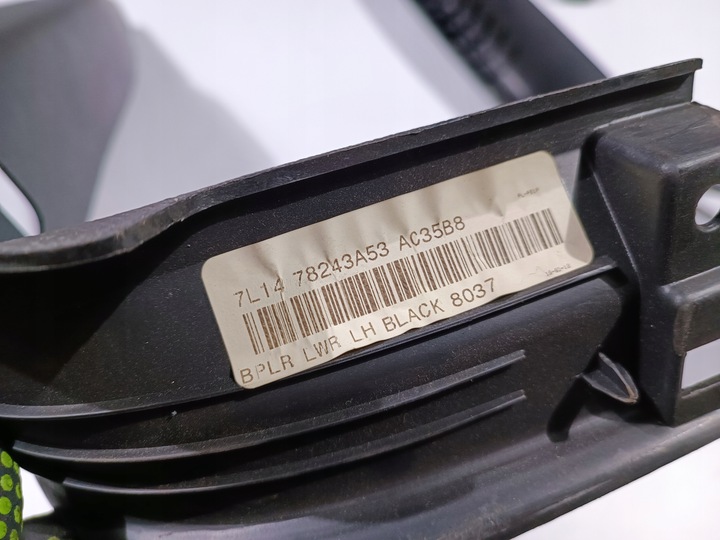 7L14 78243A53 AC35B8
BPLR LWR LH BLACK 8037